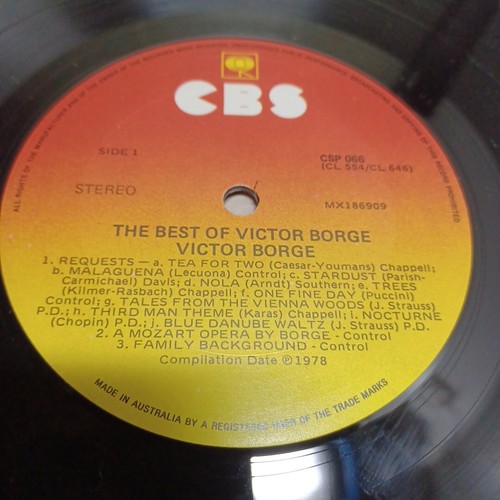 CBS
SIDE 1
CSP 066
(CL 554/CL 646)
STEREO
MX186909
THE BEST OF VICTOR BORGE
VICTOR BORGE
1. REQUESTS — a. TEA FOR TWO (Caesar-Youmans) Chappell;
b. MALAGUENA (Lecuona) Control; c. STARDUST (Parish-
Carmichael) Davis; d. NOLA (Arndt) Southern; e. TREES
(Kilmer-Rasbach) Chappell; f. ONE FINE DAY (Puccini)
Control; g. TALES FROM THE VIENNA WOODS (J. Strauss)
P.D.; h. THIRD MAN THEME (Karas) Chappell; i. NOCTURNE
(Chopin) P.D.; j. BLUE DANUBE WALTZ (J. Strauss) P.D.
2. A MOZART OPERA BY BORGE - Control
3. FAMILY BACKGROUND - Control
Compilation Date ℗1978
MADE IN AUSTRALIA BY A REGISTERED USER OF THE TRADE MARKS